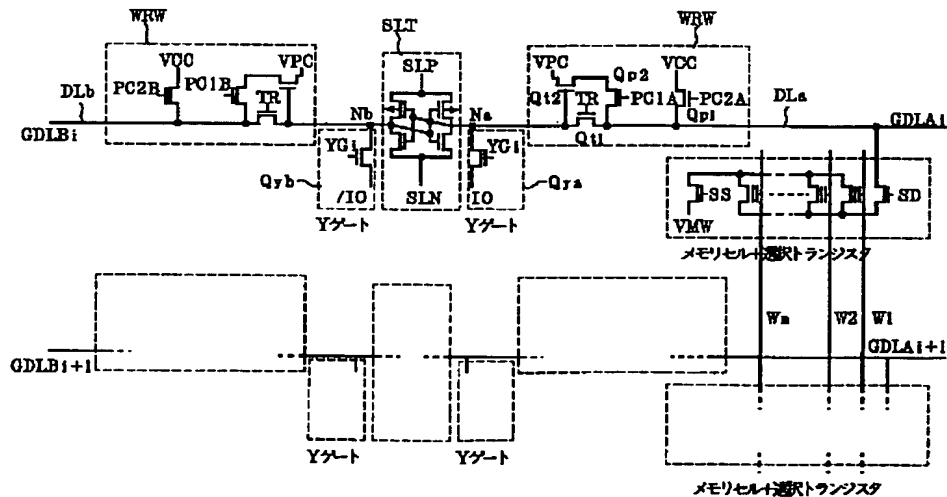 WRW SLT WRW
VCC VPC SLP VPC VCC
PC2B PC1B TR Qt2 TR Qp2 PC1A PC2A
DLb Nb Na Qt1 Qp1 DLa
GDLBi GDLAi
YGi YGi
Qyb /IO SLN IO Qya
Yゲート Yゲート
SS SD
VMW
メモリセル+選択トランジスタ
Wn W2 W1
GDLBi+1 GDLAi+1
Yゲート Yゲート
メモリセル+選択トランジスタ